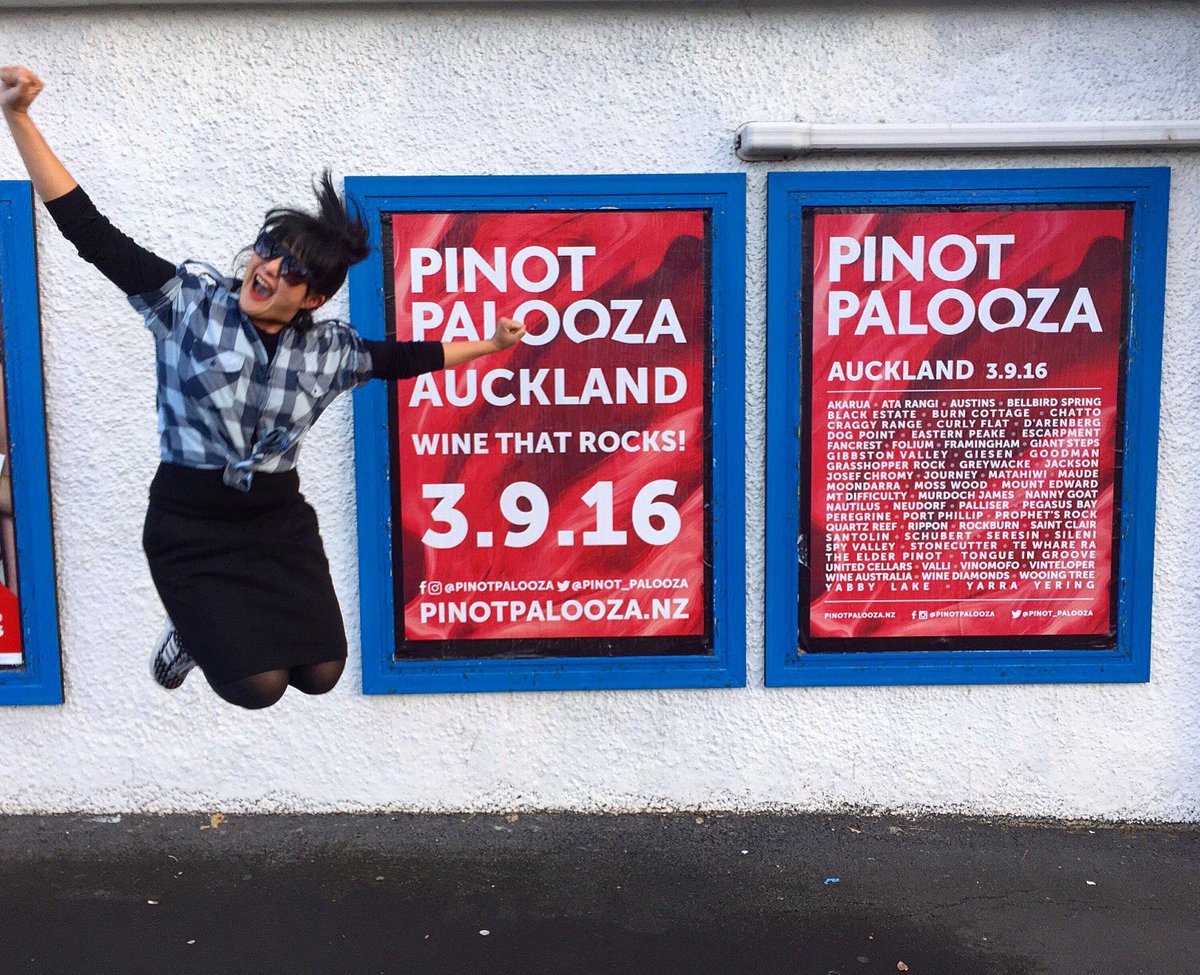 PINOT
PALOOZA
AUCKLAND
WINE THAT ROCKS!
3.9.16
@PINOTPALOOZA @PINOT_PALOOZA
PINOTPALOOZA.NZ
PINOT
PALOOZA
AUCKLAND 3.9.16
AKARUA • ATA RANGI • AUSTINS • BELLBIRD SPRING
BLACK ESTATE • BURN COTTAGE • CHATTO
CRAGGY RANGE • CURLY FLAT • D'ARENBERG
DOG POINT • EASTERN PEAKE • ESCARPMENT
FANCREST • FOLIUM • FRAMINGHAM • GIANT STEPS
GIBBSTON VALLEY • GIESEN • GOODMAN
GRASSHOPPER ROCK • GREYWACKE • JACKSON
JOSEF CHROMY • JOURNEY • MATAHIWI • MAUDE
MOONDARRA • MOSS WOOD • MOUNT EDWARD
MT DIFFICULTY • MURDOCH JAMES • NANNY GOAT
NAUTILUS • NEUDORF • PALLISER • PEGASUS BAY
PEREGRINE • PORT PHILLIP • PROPHET'S ROCK
QUARTZ REEF • RIPPON • ROCKBURN • SAINT CLAIR
SANTOLIN • SCHUBERT • SERESIN • SILENI
SPY VALLEY • STONECUTTER • TE WHARE RA
THE ELDER PINOT • TONGUE IN GROOVE
UNITED CELLARS • VALLI • VINOMOFO • VINTELOPER
WINE AUSTRALIA • WINE DIAMONDS • WOOING TREE
YABBY LAKE • YARRA YERING
PINOTPALOOZA.NZ @PINOTPALOOZA @PINOT_PALOOZA